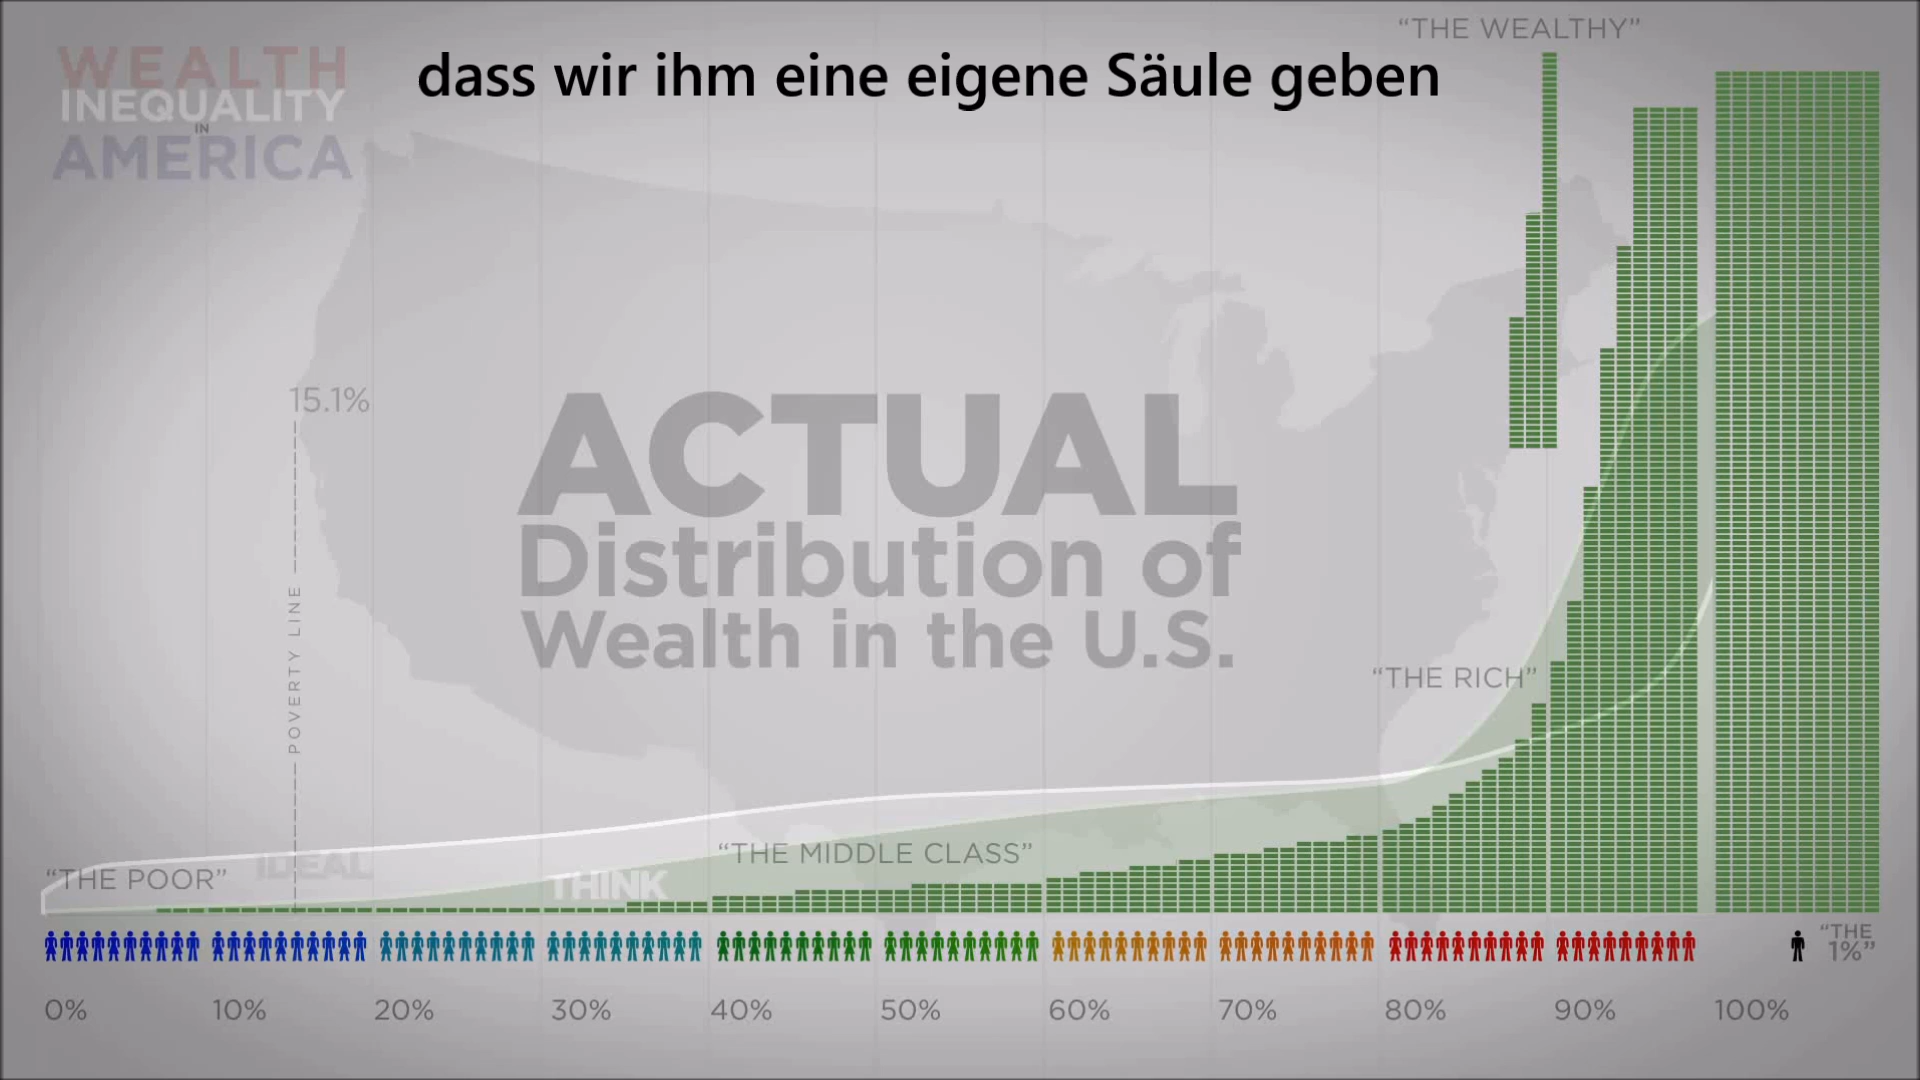 “THE WEALTHY”
WEALTH
INEQUALITY
IN
AMERICA
dass wir ihm eine eigene Säule geben
15.1%
POVERTY LINE
ACTUAL
Distribution of
Wealth in the U.S.
“THE RICH”
“THE MIDDLE CLASS”
“THE POOR”
IDEAL
THINK
“THE
1%”
0% 10% 20% 30% 40% 50% 60% 70% 80% 90% 100%